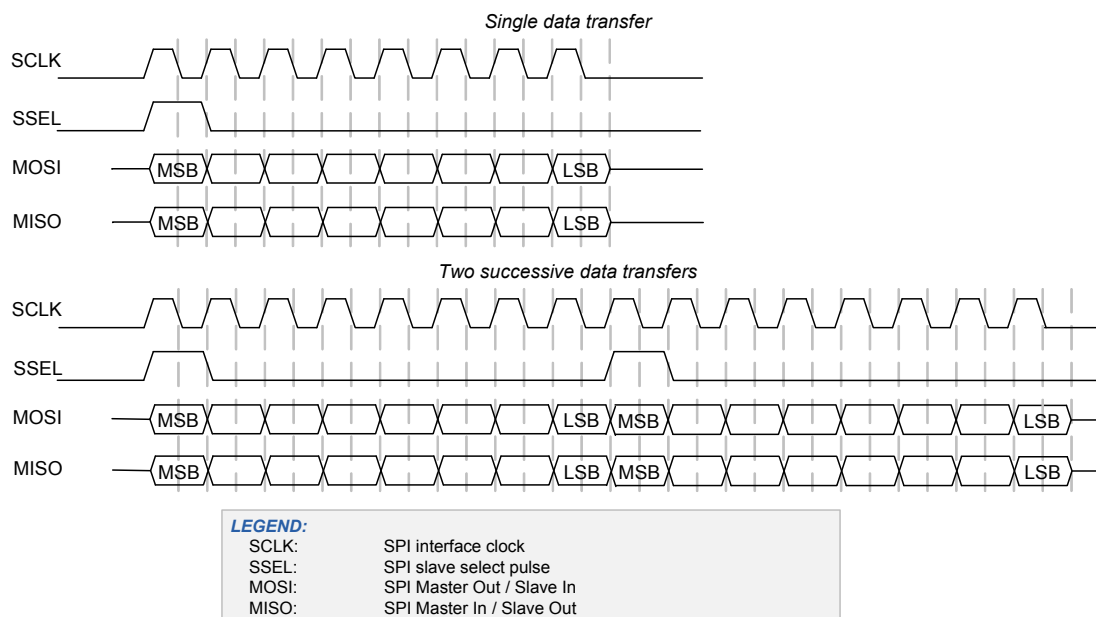 Single data transfer
SCLK
SSEL
MOSI MSB LSB
MISO MSB LSB
Two successive data transfers
SCLK
SSEL
MOSI MSB LSB MSB LSB
MISO MSB LSB MSB LSB
LEGEND:
SCLK: SPI interface clock
SSEL: SPI slave select pulse
MOSI: SPI Master Out / Slave In
MISO: SPI Master In / Slave Out